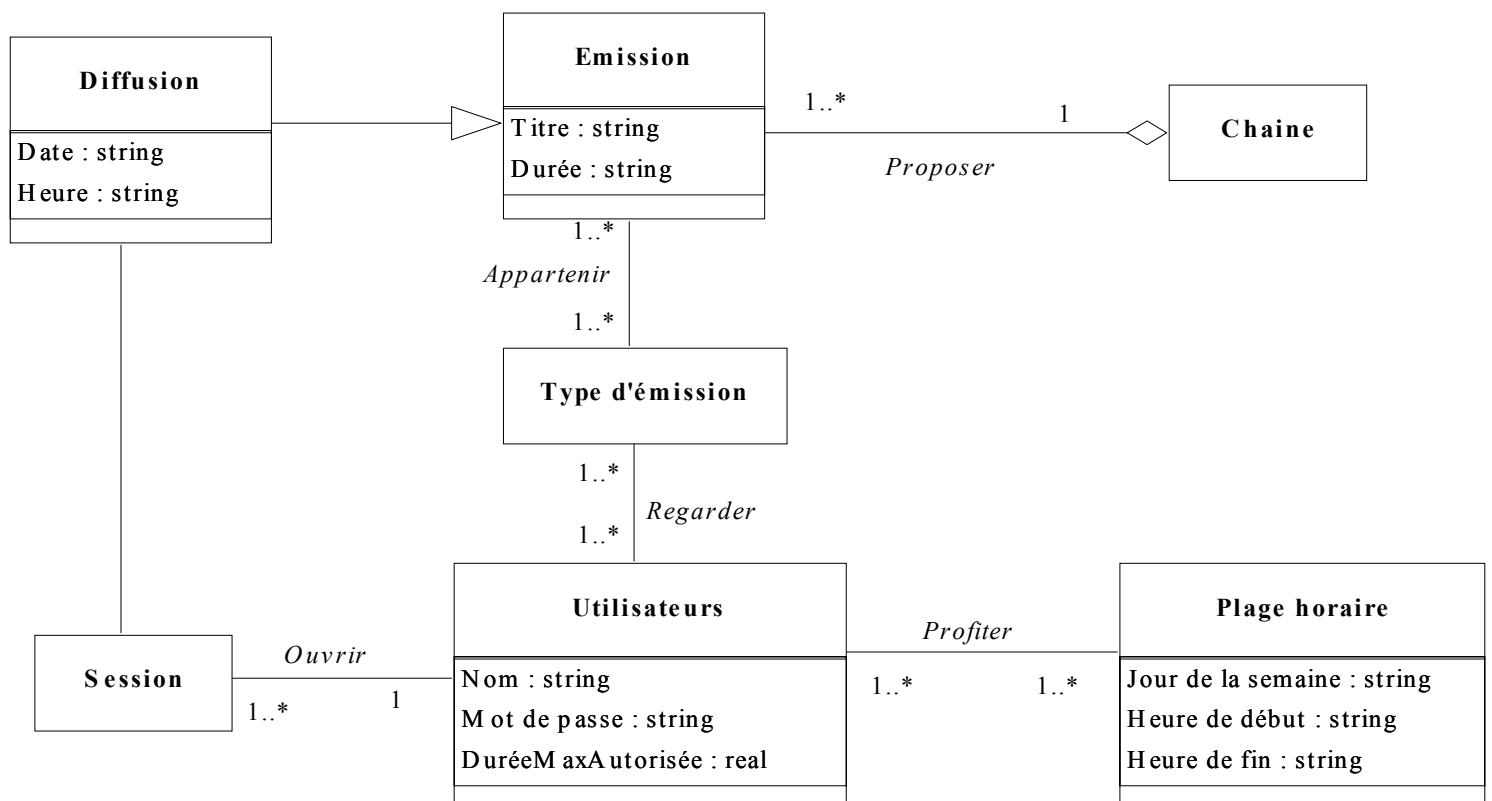 Diffusion
Date : string
Heure : string
Emission
Titre : string
Durée : string
1..*
1
Proposer
Chaine
1..*
Appartenir
1..*
Type d'émission
1..*
Regarder
1..*
Session
Ouvrir
1..*
1
Utilisateurs
Nom : string
Mot de passe : string
DuréeMaxAutorisée : real
Profiter
1..*
1..*
Plage horaire
Jour de la semaine : string
Heure de début : string
Heure de fin : string